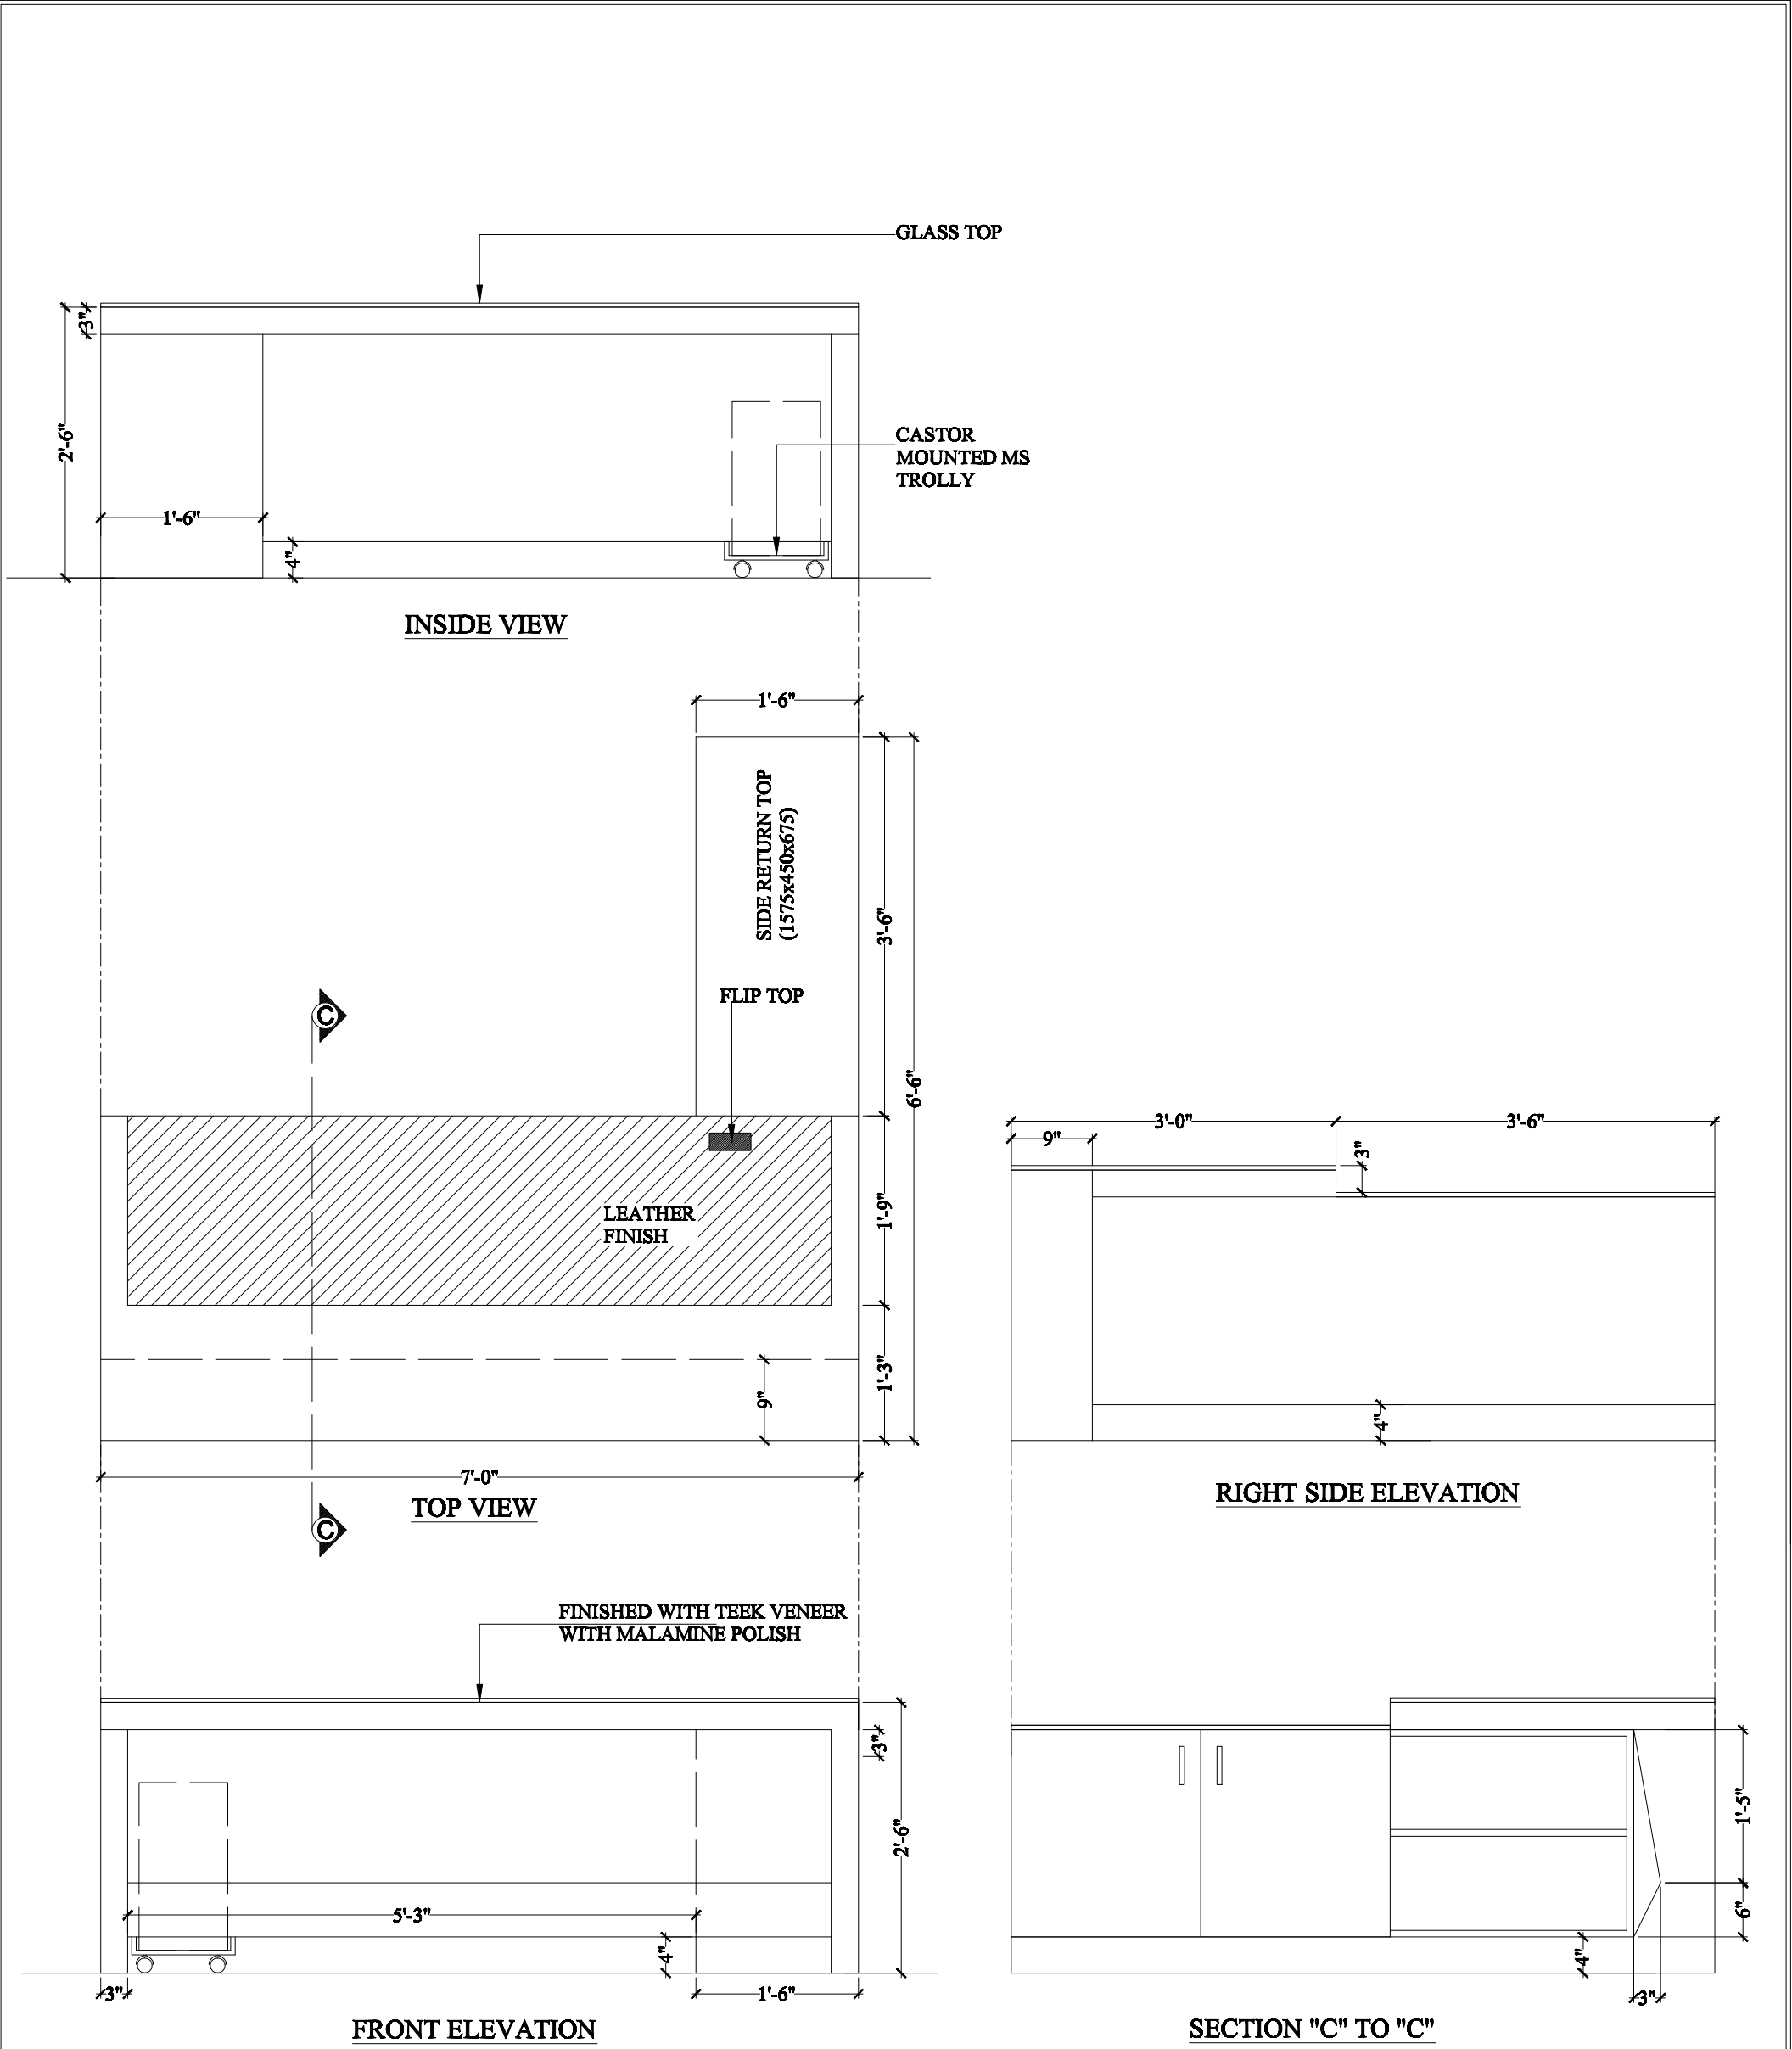 GLASS TOP
3"
2'-6"
CASTOR
MOUNTED MS
TROLLY
1'-6"
4"
INSIDE VIEW
1'-6"
SIDE RETURN TOP
(1575x450x675)
3'-6"
FLIP TOP
C
6'-6"
LEATHER
FINISH
1'-9"
1'-3"
9"
7'-0"
TOP VIEW
C
3'-0"
3'-6"
9"
3"
4"
RIGHT SIDE ELEVATION
FINISHED WITH TEEK VENEER
WITH MALAMINE POLISH
3"
2'-6"
5'-3"
4"
3"
1'-6"
FRONT ELEVATION
1'-5"
6"
4"
3"
SECTION "C" TO "C"